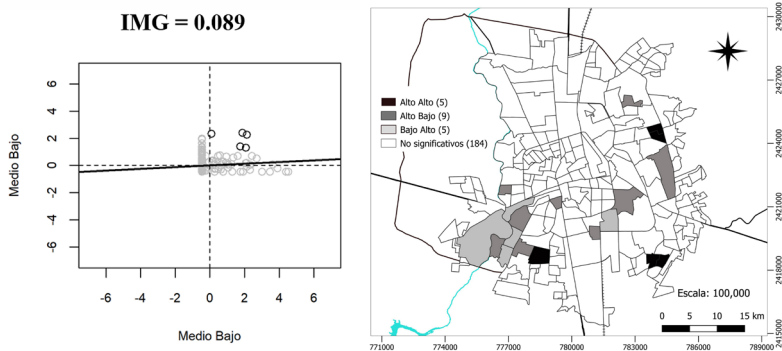 IMG = 0.089
Medio Bajo
6
4
2
0
-2
-6
-6
-4
-2
0
2
4
6
Medio Bajo
Alto Alto (5)
Alto Bajo (9)
Bajo Alto (5)
No significativos (184)
Escala: 100,000
0 5 10 15 km
2430000
2427000
2424000
2421000
2418000
2415000
771000 774000 777000 780000 783000 786000 789000